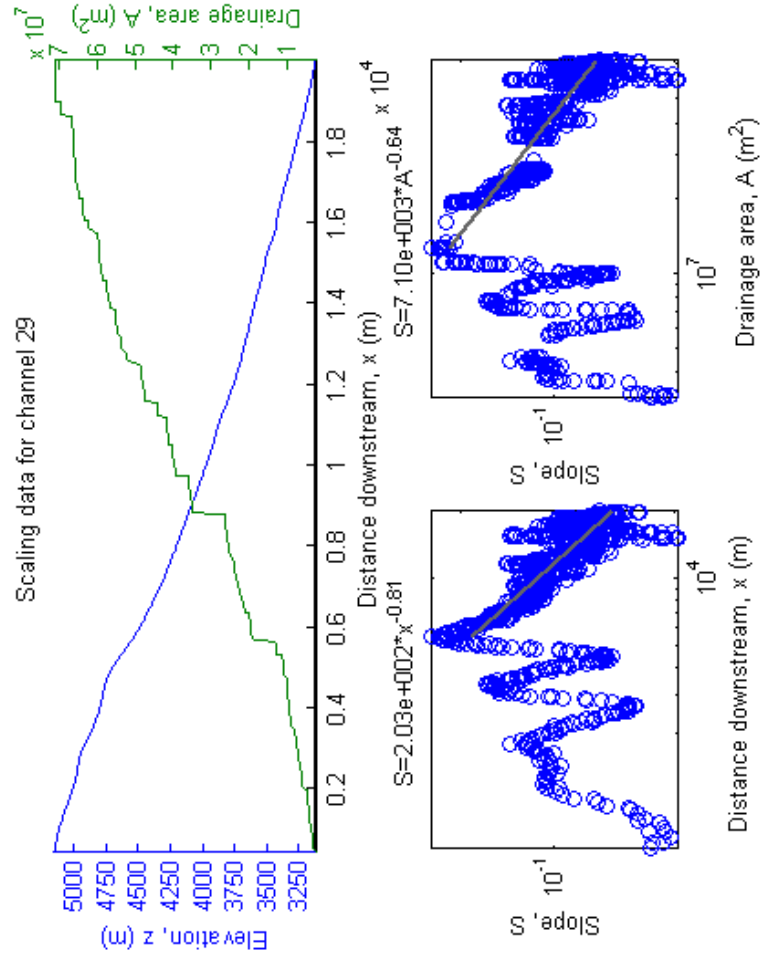 Scaling data for channel 29
x 10^7
5000
4750
4500
4250
4000
3750
3500
3250
Elevation, z (m)
7
6
5
4
3
2
1
Drainage area, A (m^2)
0.2
0.4
0.6
0.8
1
1.2
1.4
1.6
1.8
x 10^4
Distance downstream, x (m)
S=2.03e+002*x^-0.81
10^-1
Slope, S
10^4
Distance downstream, x (m)
S=7.10e+003*A^-0.64
10^-1
Slope, S
10^7
Drainage area, A (m^2)